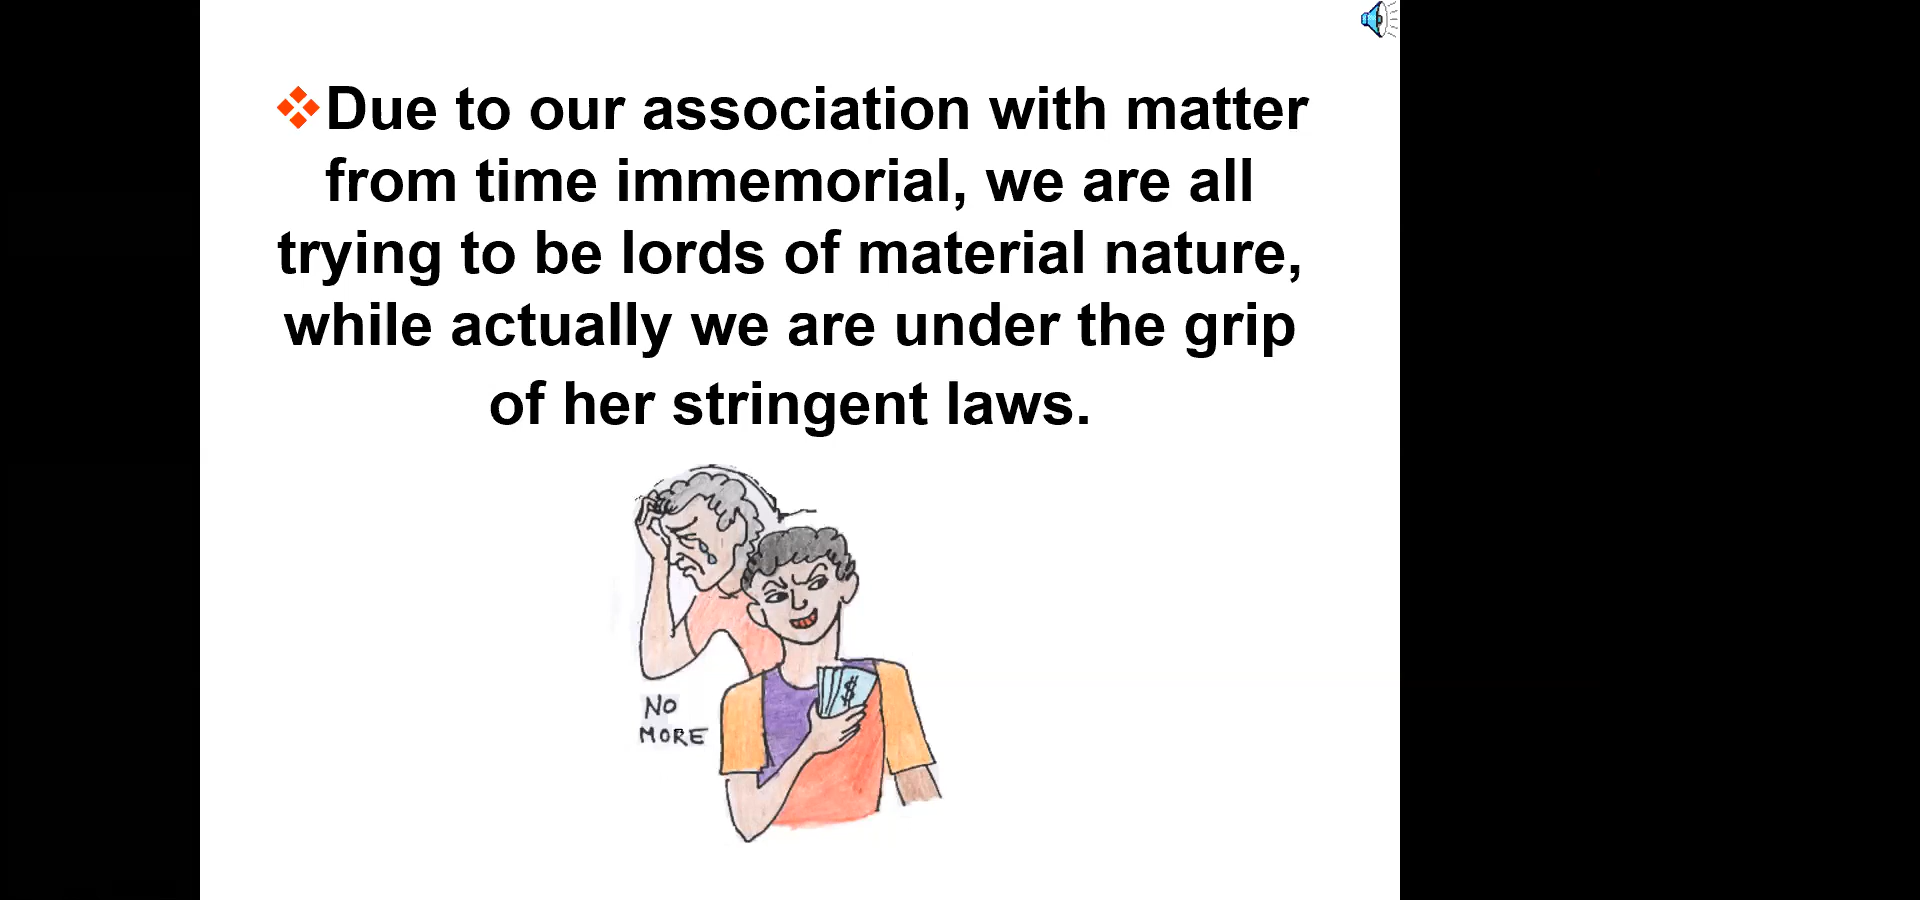 ❖Due to our association with matter
from time immemorial, we are all
trying to be lords of material nature,
while actually we are under the grip
of her stringent laws.
$
NO
MORE